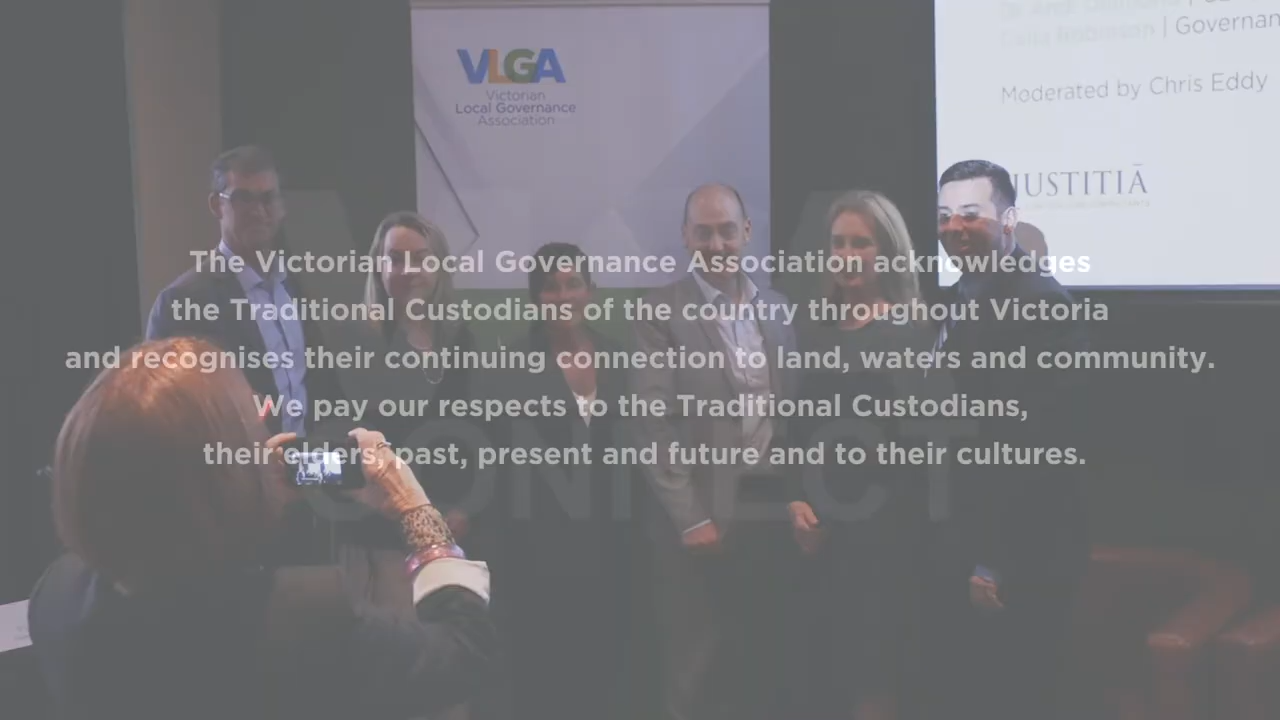 VLGA
Victorian
Local Governance
Association
| Governan
Moderated by Chris Eddy
JUSTITIA
The Victorian Local Governance Association acknowledges
the Traditional Custodians of the country throughout Victoria
and recognises their continuing connection to land, waters and community.
We pay our respects to the Traditional Custodians,
their elders, past, present and future and to their cultures.
CONNECT